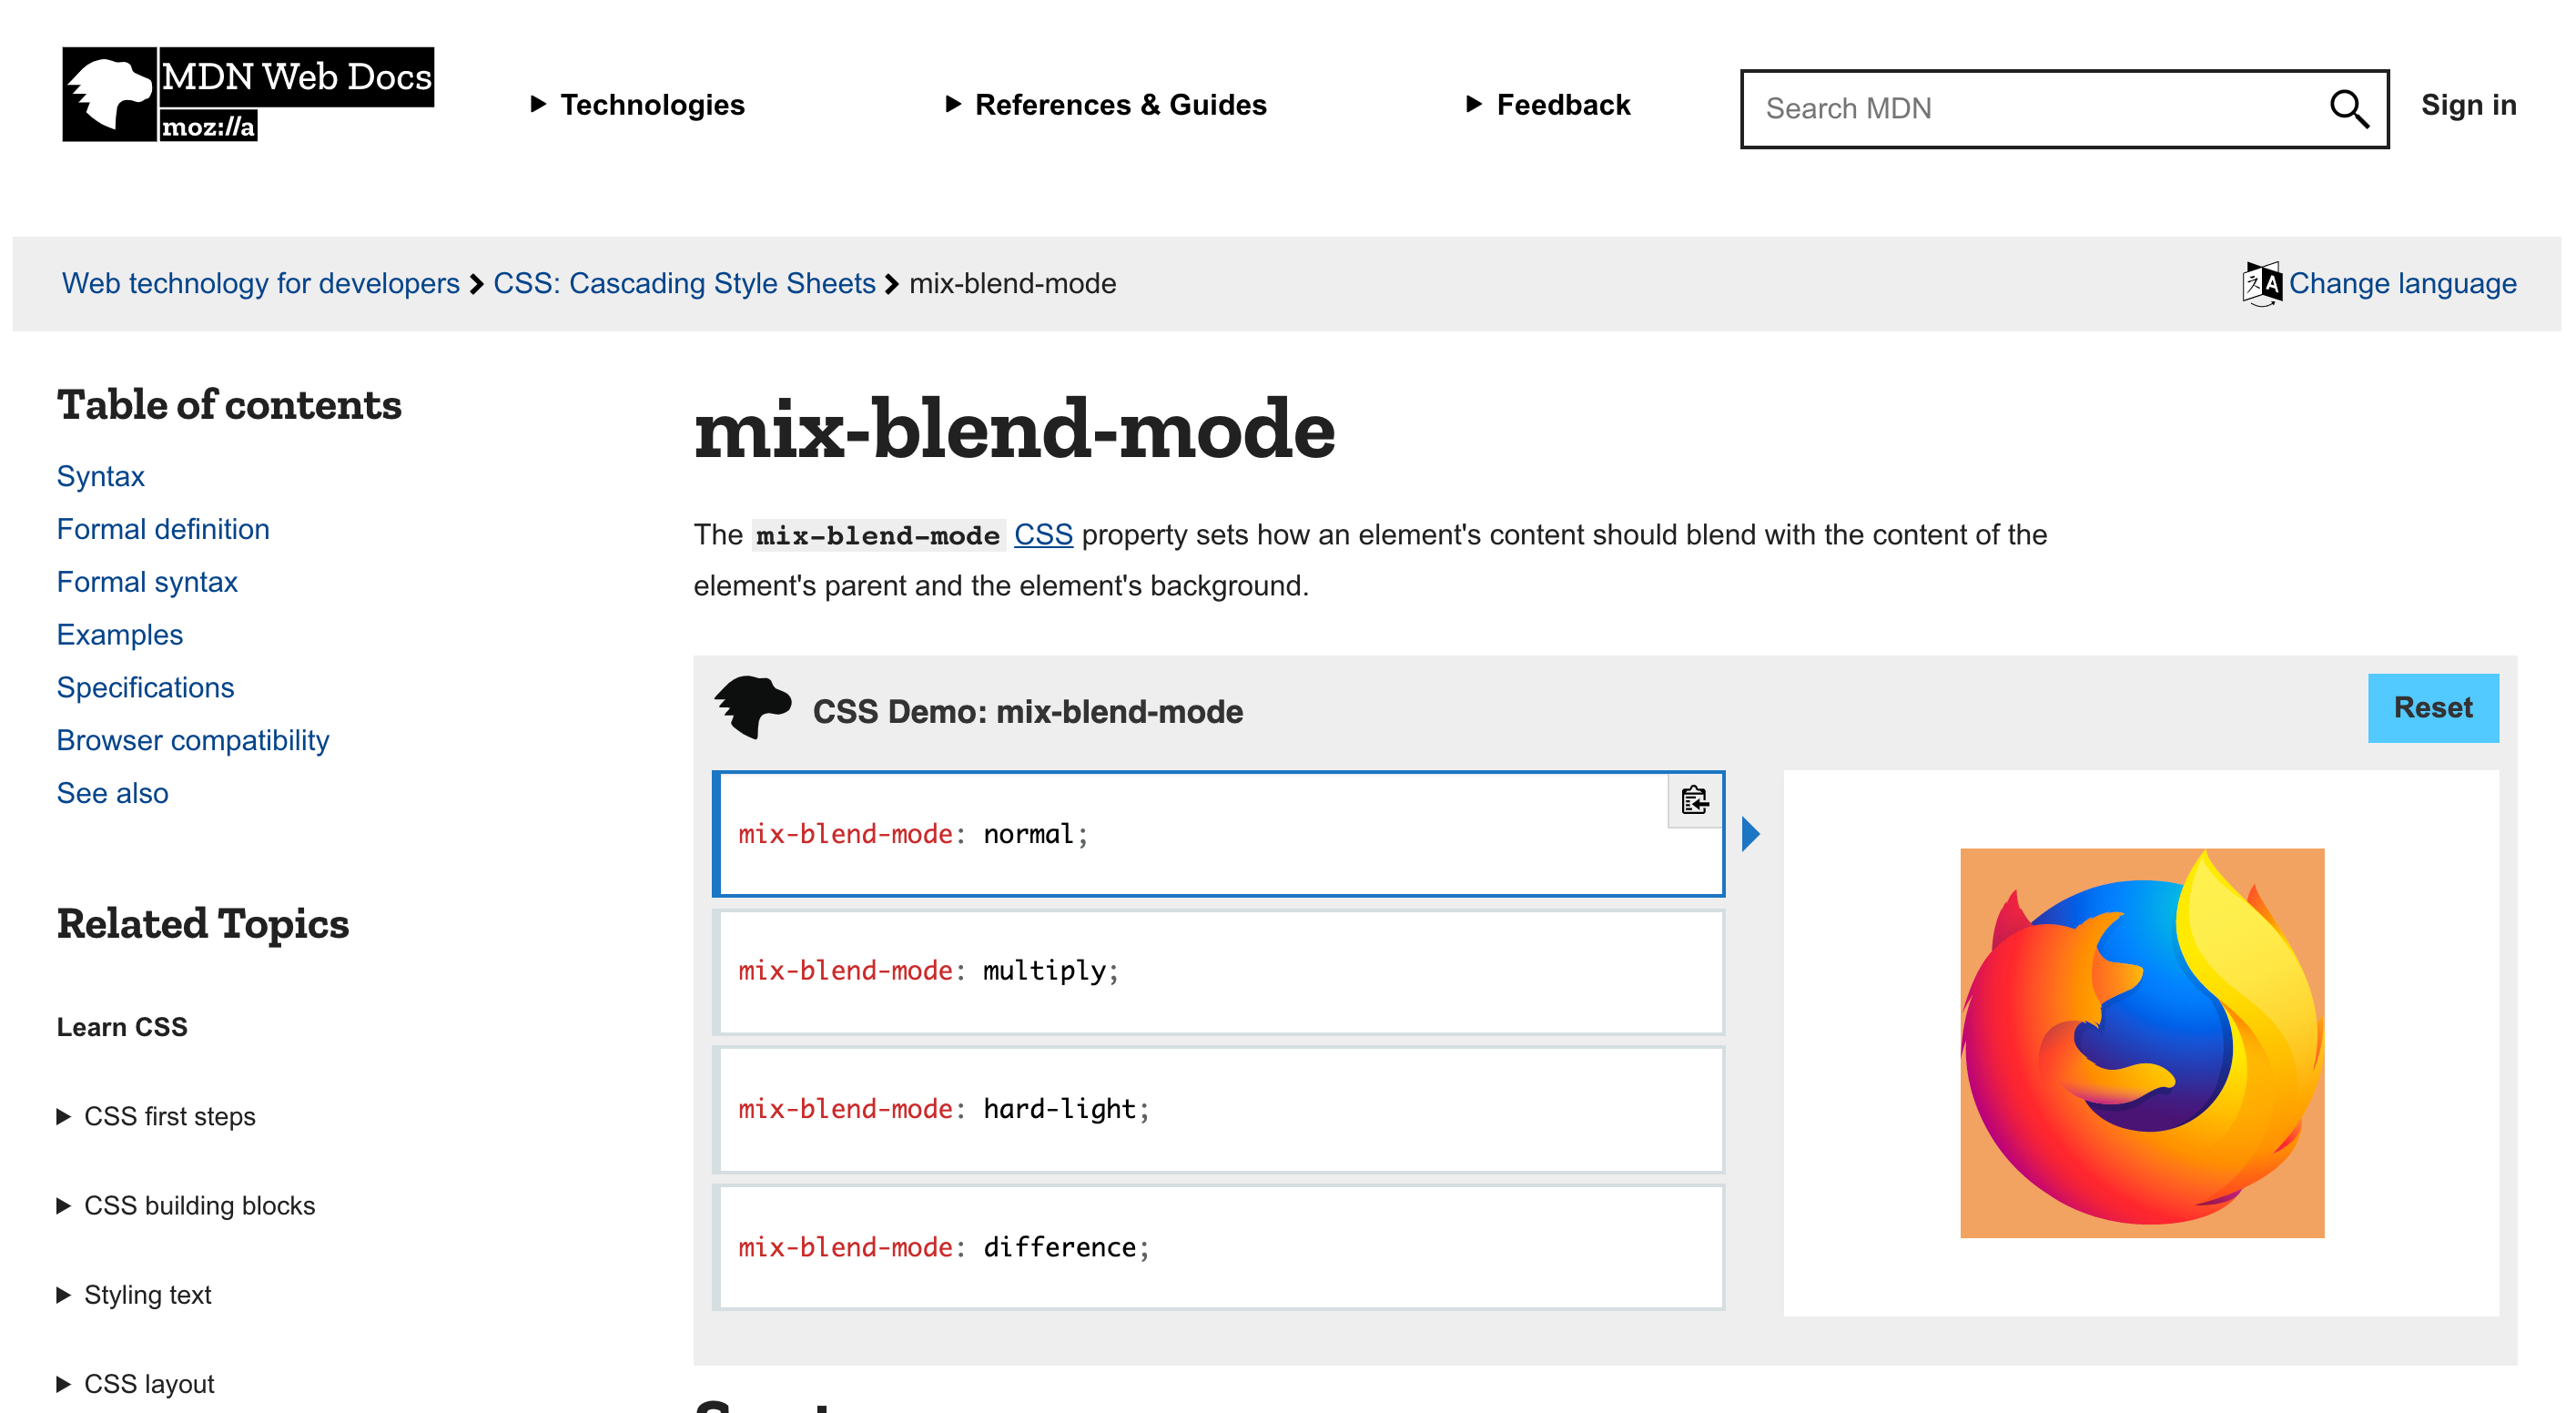 MDN Web Docs
moz://a
Technologies
References & Guides
Feedback
Search MDN
Sign in
Web technology for developers
CSS: Cascading Style Sheets
mix-blend-mode
Change language
Table of contents
Syntax
Formal definition
Formal syntax
Examples
Specifications
Browser compatibility
See also
Related Topics
Learn CSS
CSS first steps
CSS building blocks
Styling text
CSS layout
mix-blend-mode
The mix-blend-mode CSS property sets how an element's content should blend with the content of the
element's parent and the element's background.
CSS Demo: mix-blend-mode
Reset
mix-blend-mode: normal;
mix-blend-mode: multiply;
mix-blend-mode: hard-light;
mix-blend-mode: difference;